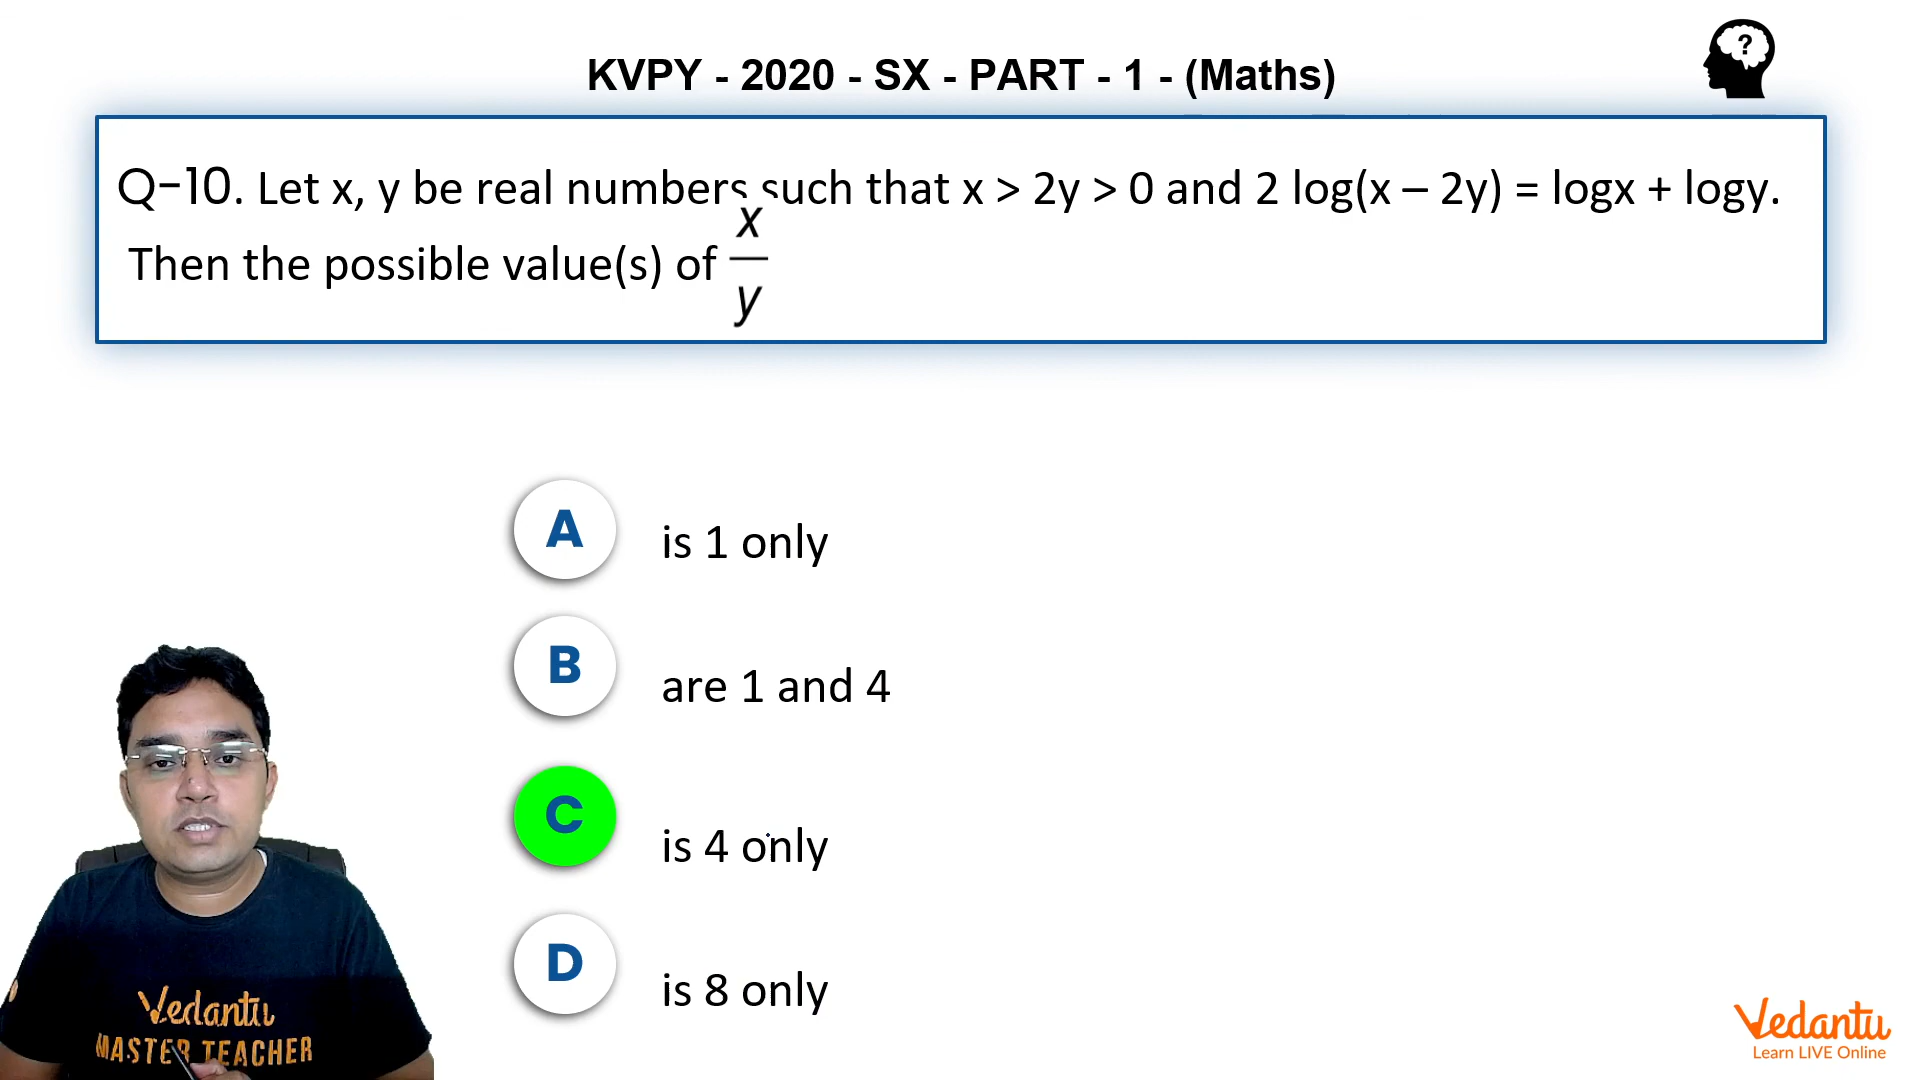 KVPY - 2020 - SX - PART - 1 - (Maths)
?
Q-10. Let x, y be real numbers such that x > 2y > 0 and 2 log(x – 2y) = logx + logy.
Then the possible value(s) of x/y
A is 1 only
B are 1 and 4
C is 4 only
D is 8 only
Vedantu
MASTER TEACHER
Vedantu
Learn LIVE Online